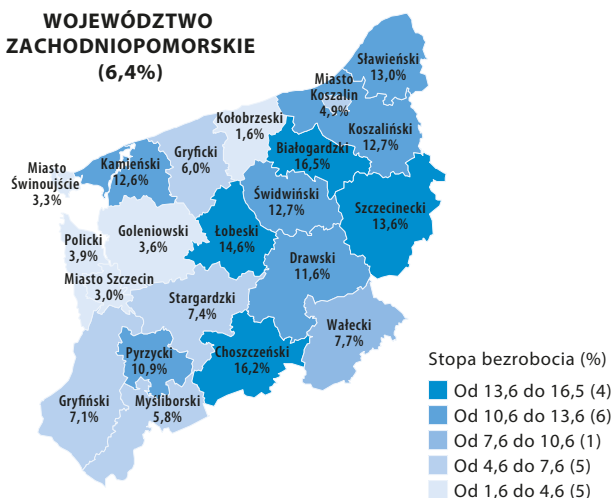 WOJEWÓDZTWO
ZACHODNIOPOMORSKIE
(6,4%)
Sławieński
13,0%
Miasto
Koszalin
4,9%
Kołobrzeski
1,6%
Koszaliński
12,7%
Białogardzki
16,5%
Gryficki
6,0%
Kamieński
12,6%
Miasto
Świnoujście
3,3%
Świdwiński
12,7%
Szczecinecki
13,6%
Policki
3,9%
Goleniowski
3,6%
Łobeski
14,6%
Drawski
11,6%
Miasto Szczecin
3,0%
Stargardzki
7,4%
Wałecki
7,7%
Pyrzycki
10,9%
Choszczeński
16,2%
Gryfiński
7,1%
Myśliborski
5,8%
Stopa bezrobocia (%)
Od 13,6 do 16,5 (4)
Od 10,6 do 13,6 (6)
Od 7,6 do 10,6 (1)
Od 4,6 do 7,6 (5)
Od 1,6 do 4,6 (5)